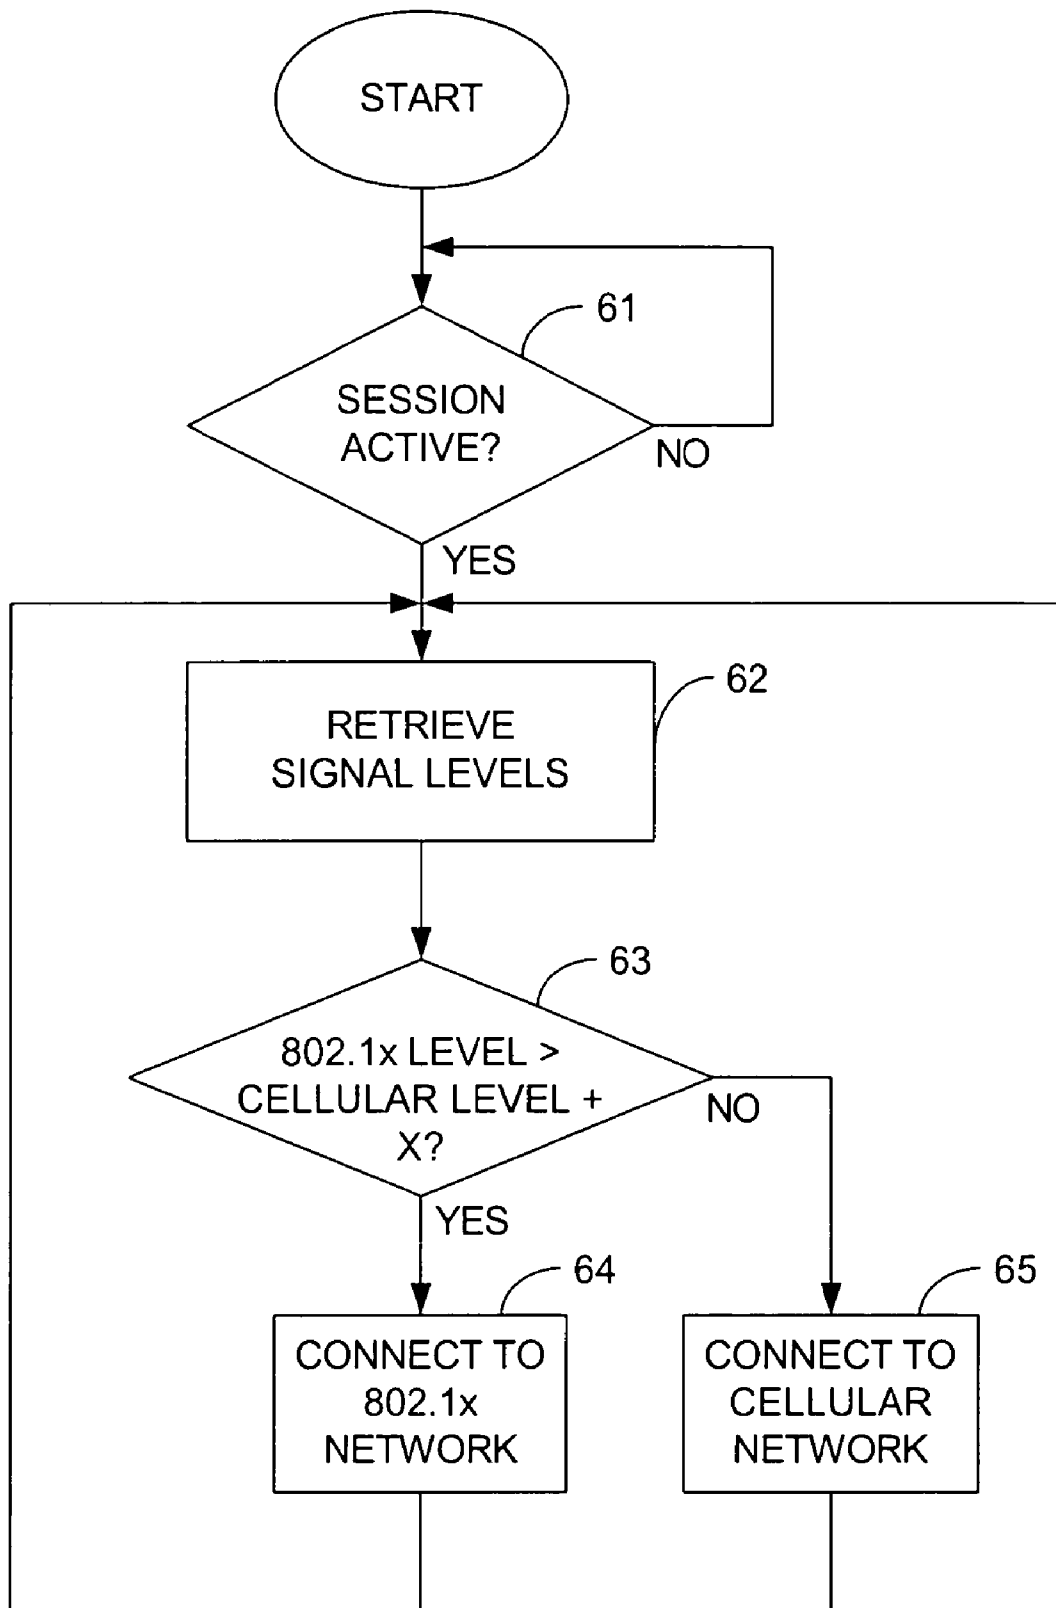 START
61
SESSION
ACTIVE?
NO
YES
62
RETRIEVE
SIGNAL LEVELS
63
802.1x LEVEL >
CELLULAR LEVEL +
X?
NO
YES
64
65
CONNECT TO
802.1x
NETWORK
CONNECT TO
CELLULAR
NETWORK